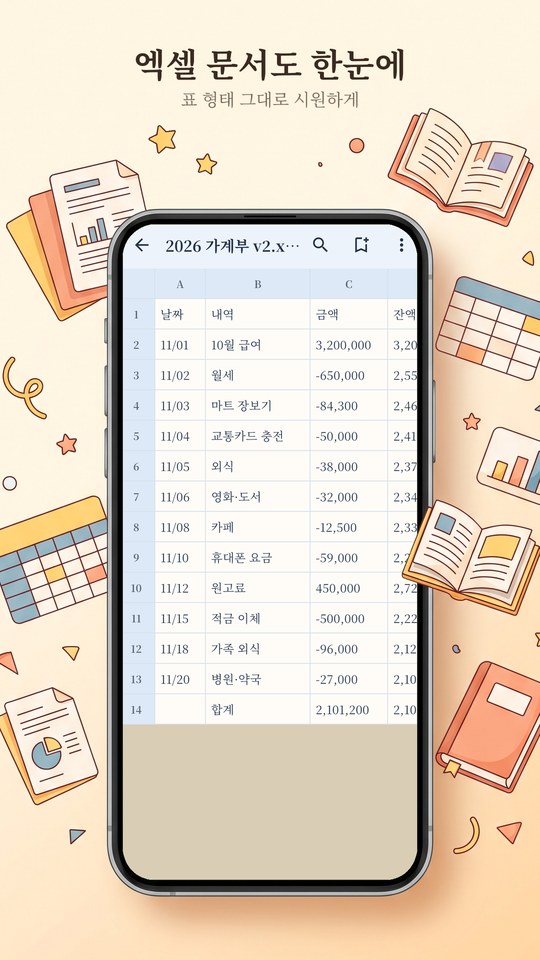 엑셀 문서도 한눈에
표 형태 그대로 시원하게
2026 가계부 v2.x…
A B C
1 날짜 내역 금액 잔액
2 11/01 10월 급여 3,200,000 3,20
3 11/02 월세 -650,000 2,55
4 11/03 마트 장보기 -84,300 2,46
5 11/04 교통카드 충전 -50,000 2,41
6 11/05 외식 -38,000 2,37
7 11/06 영화·도서 -32,000 2,34
8 11/08 카페 -12,500 2,33
9 11/10 휴대폰 요금 -59,000
10 11/12 원고료 450,000 2,72
11 11/15 적금 이체 -500,000 2,22
12 11/18 가족 외식 -96,000 2,12
13 11/20 병원·약국 -27,000 2,10
14 합계 2,101,200 2,10